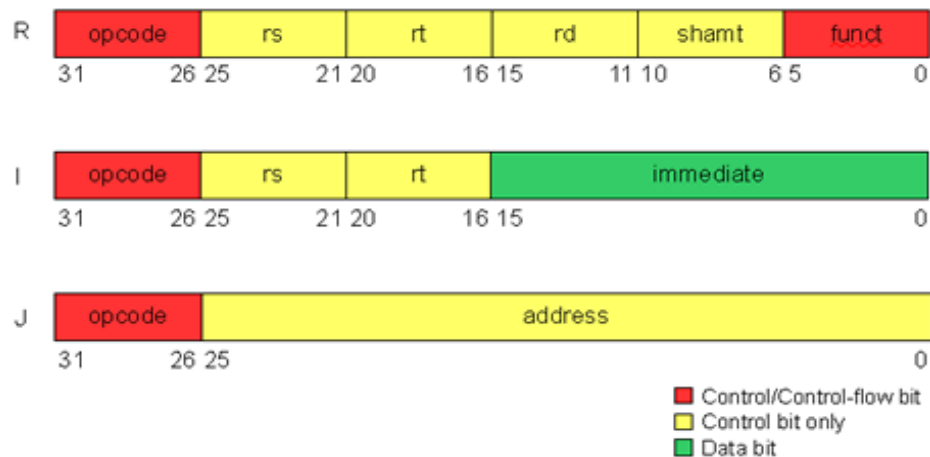 R opcode rs rt rd shamt funct
31 26 25 21 20 16 15 11 10 6 5 0
I opcode rs rt immediate
31 26 25 21 20 16 15 0
J opcode address
31 26 25 0
Control/Control-flow bit
Control bit only
Data bit